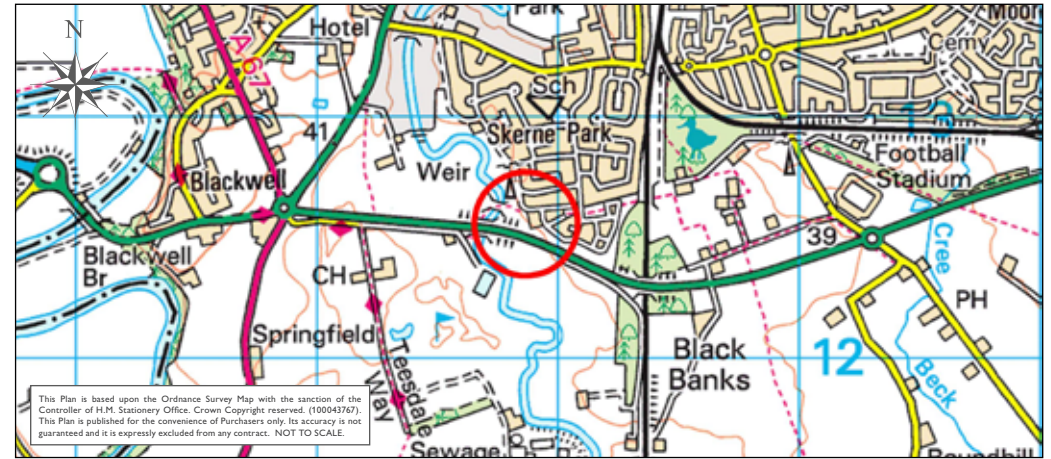 N
Hotel
Park
Moor
Cemy
A 67
Sch
Skerne Park
41
Weir
Blackwell
Football
Stadium
39
Cree
Blackwell
Br
CH
PH
Springfield
Black
Banks
12
Teesdale
Way
Beck
Sewage
Roundhill
This Plan is based upon the Ordnance Survey Map with the sanction of the
Controller of H.M. Stationery Office. Crown Copyright reserved. (100043767).
This Plan is published for the convenience of Purchasers only. Its accuracy is not
guaranteed and it is expressly excluded from any contract. NOT TO SCALE.